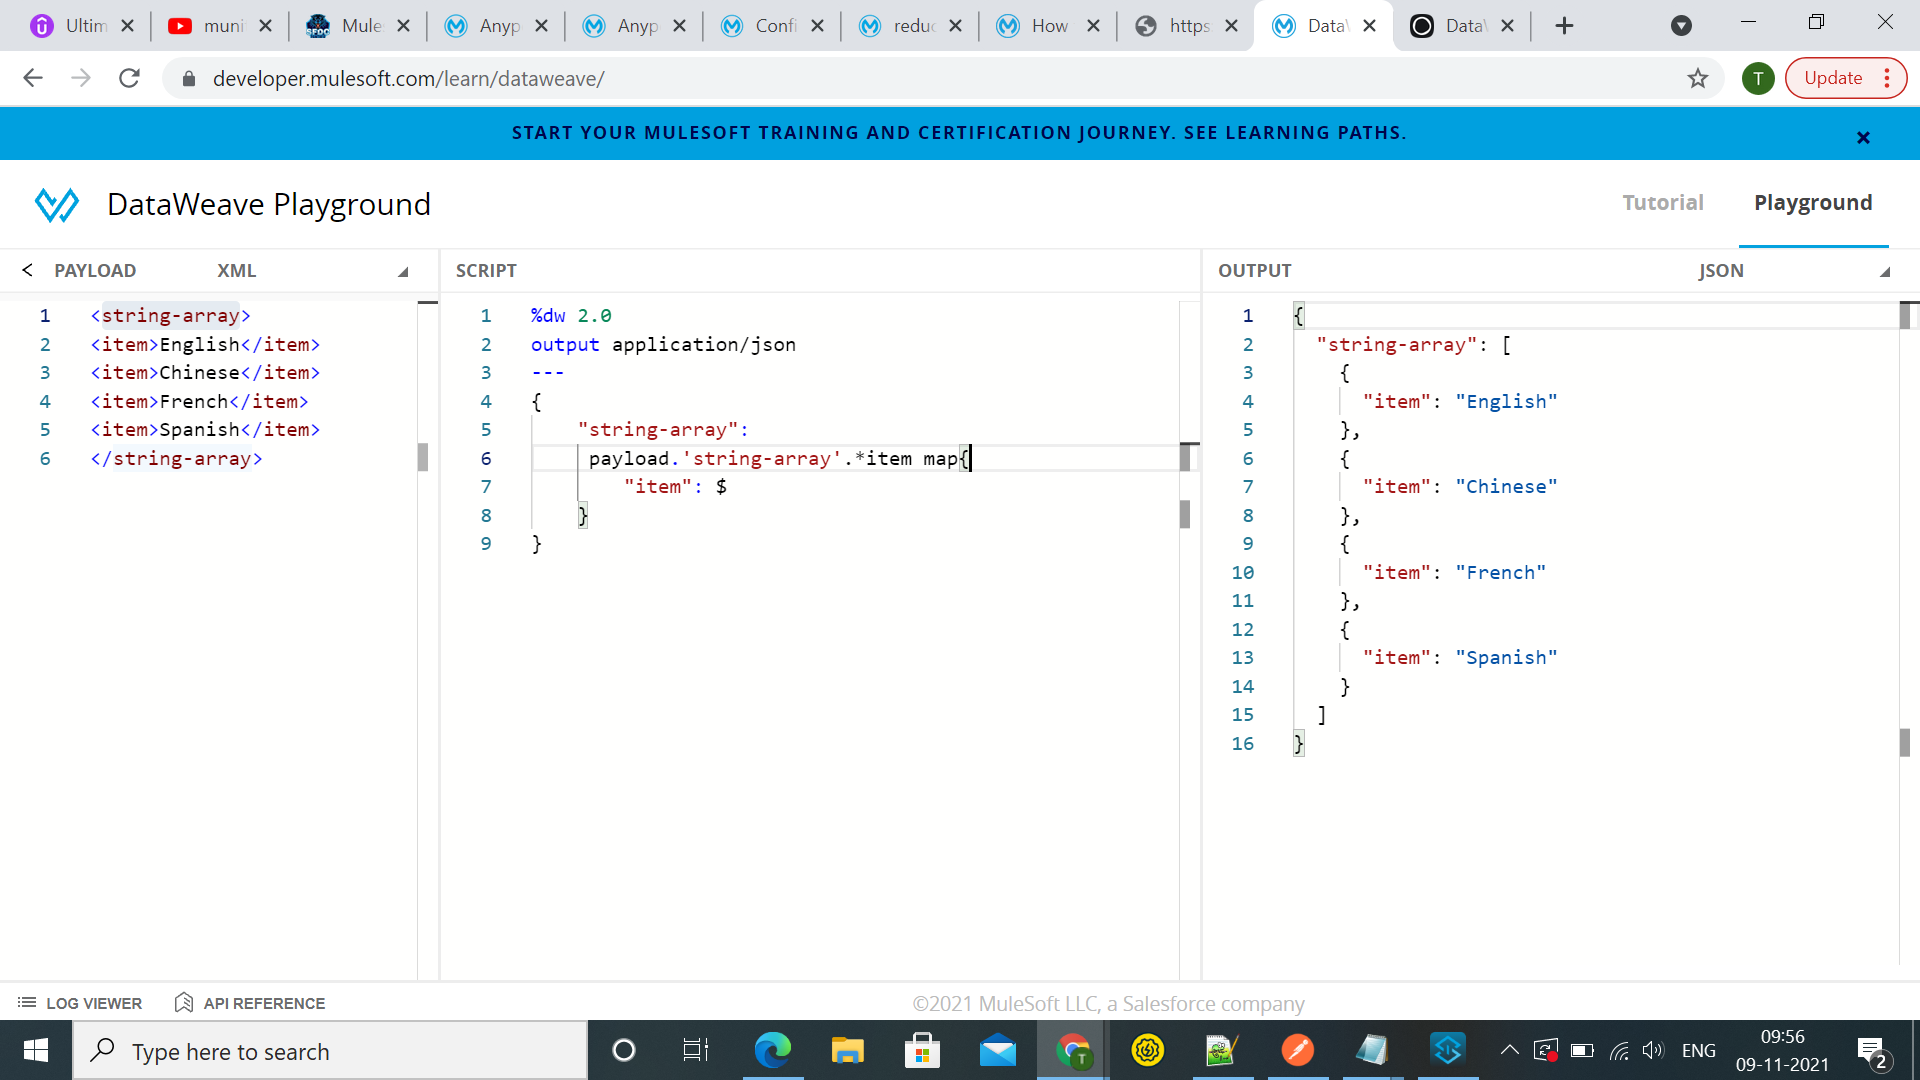 Ultim
muni
Mule
Anyp
Anyp
Confi
reduc
How
https
Data
Data
developer.mulesoft.com/learn/dataweave/
T
Update
START YOUR MULESOFT TRAINING AND CERTIFICATION JOURNEY. SEE LEARNING PATHS.
DataWeave Playground
Tutorial
Playground
PAYLOAD
XML
1 <string-array>
2 <item>English</item>
3 <item>Chinese</item>
4 <item>French</item>
5 <item>Spanish</item>
6 </string-array>
SCRIPT
1 %dw 2.0
2 output application/json
3 ---
4 {
5 "string-array":
6 payload.'string-array'.*item map{
7 "item": $
8 }
9 }
OUTPUT
JSON
1 {
2 "string-array": [
3 {
4 "item": "English"
5 },
6 {
7 "item": "Chinese"
8 },
9 {
10 "item": "French"
11 },
12 {
13 "item": "Spanish"
14 }
15 ]
16 }
LOG VIEWER
API REFERENCE
©2021 MuleSoft LLC, a Salesforce company
Type here to search
T
ENG
09:56
09-11-2021
2